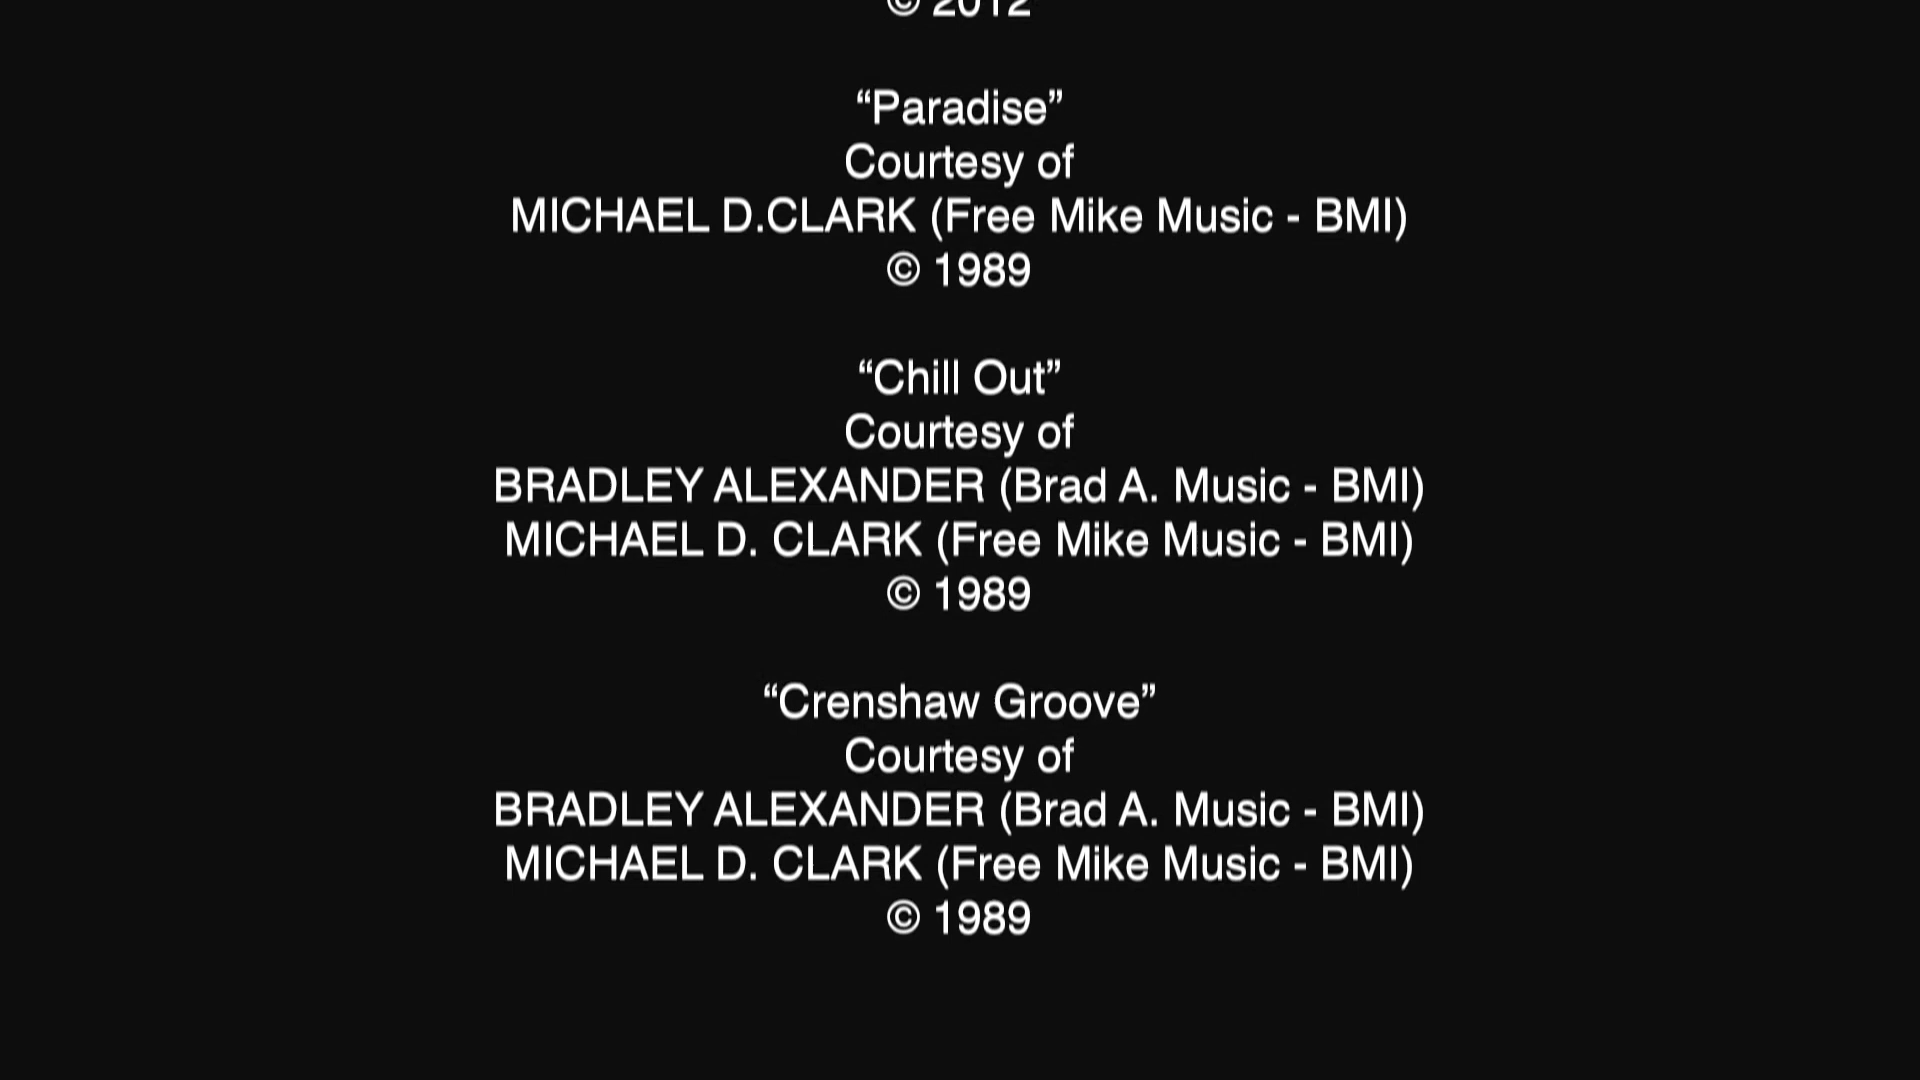 © 2012
“Paradise”
Courtesy of
MICHAEL D.CLARK (Free Mike Music - BMI)
© 1989
“Chill Out”
Courtesy of
BRADLEY ALEXANDER (Brad A. Music - BMI)
MICHAEL D. CLARK (Free Mike Music - BMI)
© 1989
“Crenshaw Groove”
Courtesy of
BRADLEY ALEXANDER (Brad A. Music - BMI)
MICHAEL D. CLARK (Free Mike Music - BMI)
© 1989